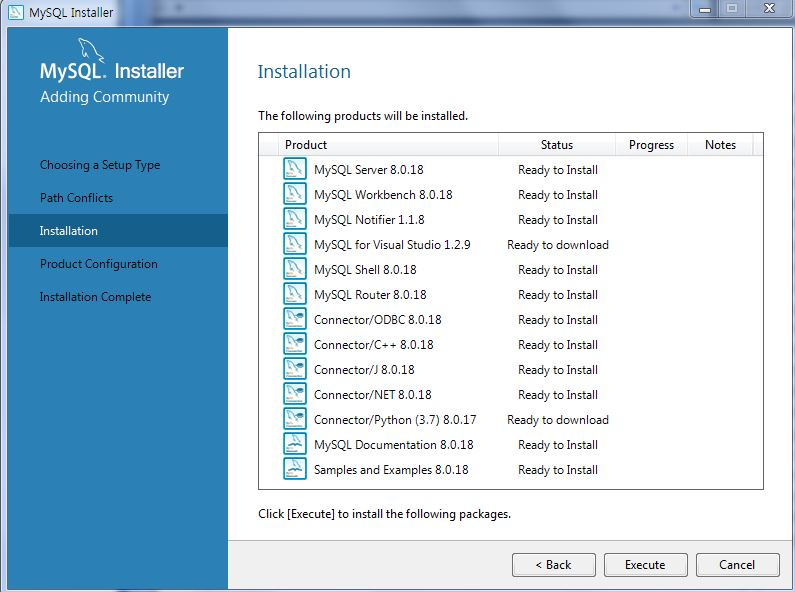 MySQL Installer
MySQL. Installer
Adding Community
Choosing a Setup Type
Path Conflicts
Installation
Product Configuration
Installation Complete
Installation
The following products will be installed.
Product Status Progress Notes
MySQL Server 8.0.18 Ready to Install
MySQL Workbench 8.0.18 Ready to Install
MySQL Notifier 1.1.8 Ready to Install
MySQL for Visual Studio 1.2.9 Ready to download
MySQL Shell 8.0.18 Ready to Install
MySQL Router 8.0.18 Ready to Install
Connector/ODBC 8.0.18 Ready to Install
Connector/C++ 8.0.18 Ready to Install
Connector/J 8.0.18 Ready to Install
Connector/NET 8.0.18 Ready to Install
Connector/Python (3.7) 8.0.17 Ready to download
MySQL Documentation 8.0.18 Ready to Install
Samples and Examples 8.0.18 Ready to Install
Click [Execute] to install the following packages.
< Back Execute Cancel